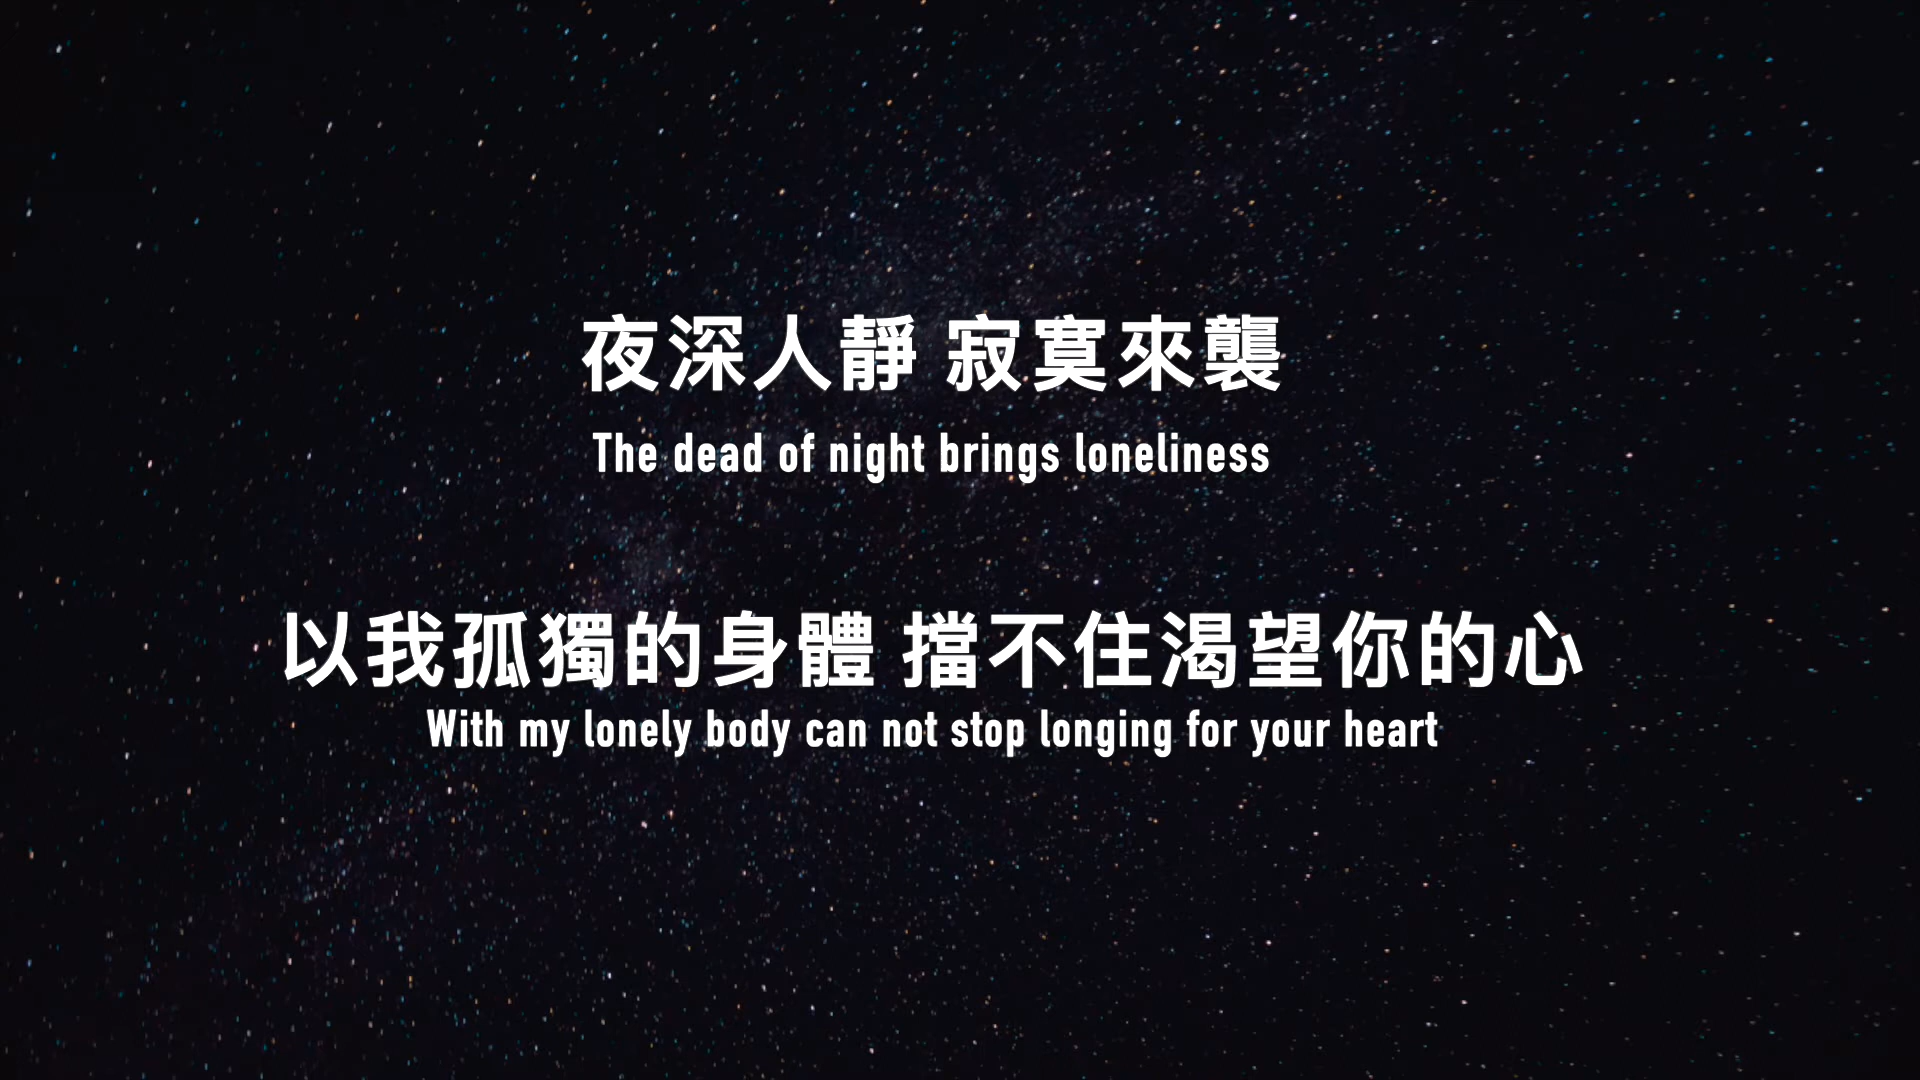 夜深人靜 寂寞來襲
The dead of night brings loneliness
以我孤獨的身體 擋不住渴望你的心
With my lonely body can not stop longing for your heart